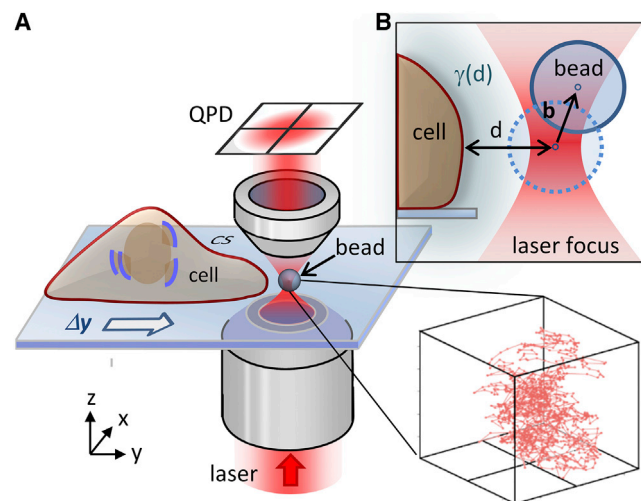 A
QPD
cs
cell
bead
Δy
z
x
y
laser
B
γ(d)
bead
b
cell
d
laser focus